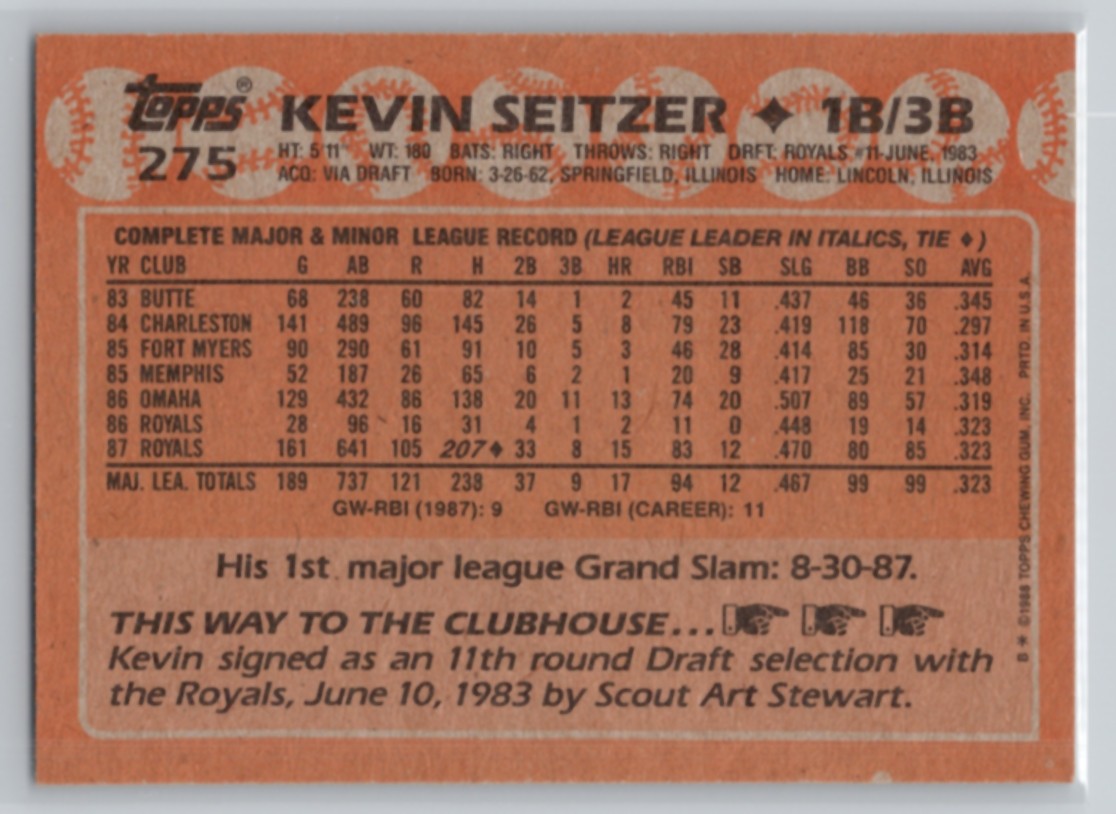 topps® KEVIN SEITZER ✦ 1B/3B
275 HT: 5'11 WT: 180 BATS: RIGHT THROWS: RIGHT DRFT: ROYALS #11-JUNE, 1983
ACQ: VIA DRAFT BORN: 3-26-62, SPRINGFIELD, ILLINOIS HOME: LINCOLN, ILLINOIS
COMPLETE MAJOR & MINOR LEAGUE RECORD (LEAGUE LEADER IN ITALICS, TIE ♦)
YR CLUB G AB R H 2B 3B HR RBI SB SLG BB SO AVG
83 BUTTE 68 238 60 82 14 1 2 45 11 .437 46 36 .345
84 CHARLESTON 141 489 96 145 26 5 8 79 23 .419 118 70 .297
85 FORT MYERS 90 290 61 91 10 5 3 46 28 .414 85 30 .314
85 MEMPHIS 52 187 26 65 6 2 1 20 9 .417 25 21 .348
86 OMAHA 129 432 86 138 20 11 13 74 20 .507 89 57 .319
86 ROYALS 28 96 16 31 4 1 2 11 0 .448 19 14 .323
87 ROYALS 161 641 105 207♦ 33 8 15 83 12 .470 80 85 .323
MAJ. LEA. TOTALS 189 737 121 238 37 9 17 94 12 .467 99 99 .323
GW-RBI (1987): 9 GW-RBI (CAREER): 11
His 1st major league Grand Slam: 8-30-87.
THIS WAY TO THE CLUBHOUSE...
Kevin signed as an 11th round Draft selection with
the Royals, June 10, 1983 by Scout Art Stewart.
B * ©1988 TOPPS CHEWING GUM, INC. PRTD. IN U.S.A.